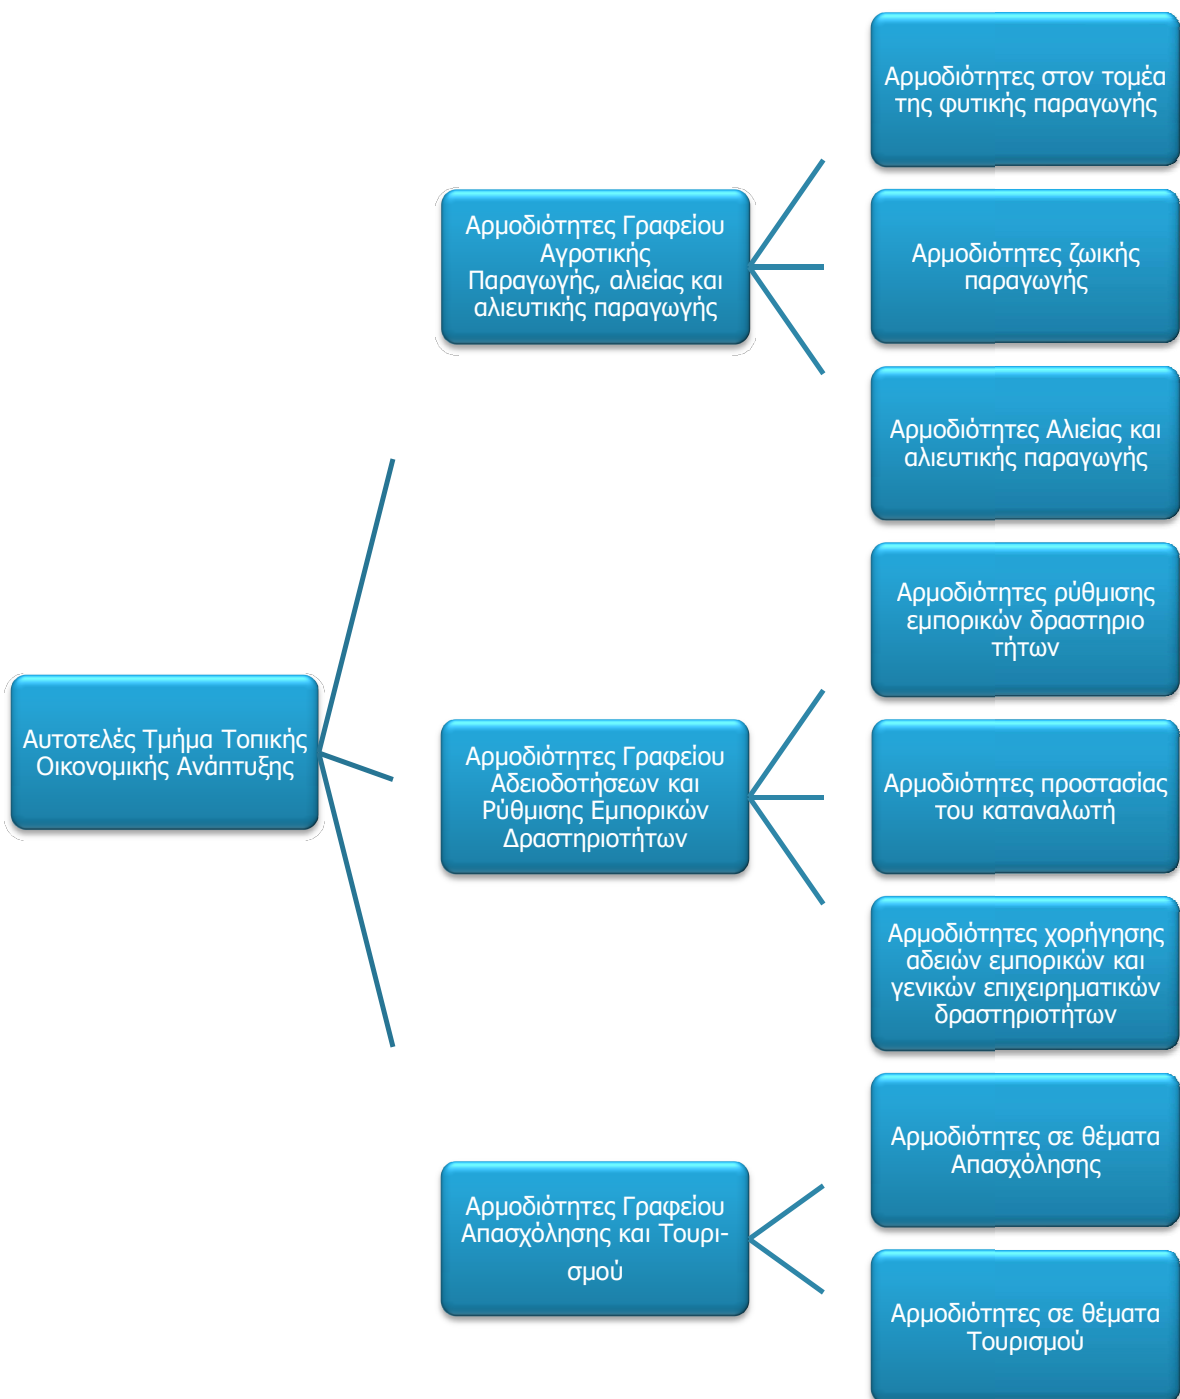 Αρμοδιότητες στον τομέα
της φυτικής παραγωγής
Αρμοδιότητες Γραφείου
Αγροτικής
Παραγωγής, αλιείας και
αλιευτικής παραγωγής
Αρμοδιότητες ζωικής
παραγωγής
Αρμοδιότητες Αλιείας και
αλιευτικής παραγωγής
Αυτοτελές Τμήμα Τοπικής
Οικονομικής Ανάπτυξης
Αρμοδιότητες ρύθμισης
εμπορικών δραστηριο
τήτων
Αρμοδιότητες Γραφείου
Αδειοδοτήσεων και
Ρύθμισης Εμπορικών
Δραστηριοτήτων
Αρμοδιότητες προστασίας
του καταναλωτή
Αρμοδιότητες χορήγησης
αδειών εμπορικών και
γενικών επιχειρηματικών
δραστηριοτήτων
Αρμοδιότητες Γραφείου
Απασχόλησης και Τουρι-
σμού
Αρμοδιότητες σε θέματα
Απασχόλησης
Αρμοδιότητες σε θέματα
Τουρισμού